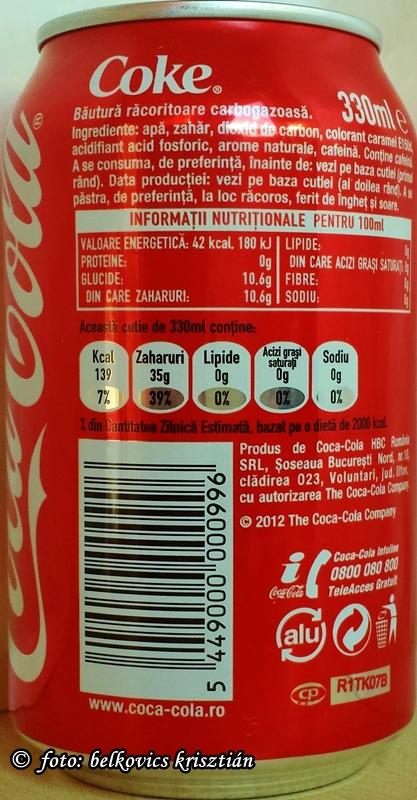 Coke®
Coca-Cola®
Băutură răcoritoare carbogazoasă.
330ml e
Ingrediente: apă, zahăr, dioxid de carbon, colorant caramel E150d,
acidifiant acid fosforic, arome naturale, cafeină. Conține cafeină.
A se consuma, de preferință, înainte de: vezi pe baza cutiei (primul
rând). Data producției: vezi pe baza cutiei (al doilea rând). A se
păstra, de preferință, la loc răcoros, ferit de îngheț și soare.
INFORMAȚII NUTRIȚIONALE PENTRU 100ml
VALOARE ENERGETICĂ: 42 kcal, 180 kJ
PROTEINE: 0g
GLUCIDE: 10.6g
DIN CARE ZAHARURI: 10.6g
LIPIDE: 0g
DIN CARE ACIZI GRAȘI SATURAȚI: 0g
FIBRE: 0g
SODIU: 0g
Această cutie de 330ml conține:
Kcal 139 7%
Zaharuri 35g 39%
Lipide 0g 0%
Acizi grași saturați 0g 0%
Sodiu 0g 0%
% din Cantitatea Zilnică Estimată, bazat pe o dietă de 2000 kcal.
Produs de Coca-Cola HBC România
SRL, Șoseaua București Nord, nr.10,
clădirea O23, Voluntari, jud. Ilfov,
cu autorizarea The Coca-Cola Company.
© 2012 The Coca-Cola Company
Coca-Cola Infoline
0800 080 800
TeleAcces Gratuit
i
Coca-Cola
alu
CP
R1TK07B
5 449000 000996
www.coca-cola.ro
© foto: belkovics krisztián